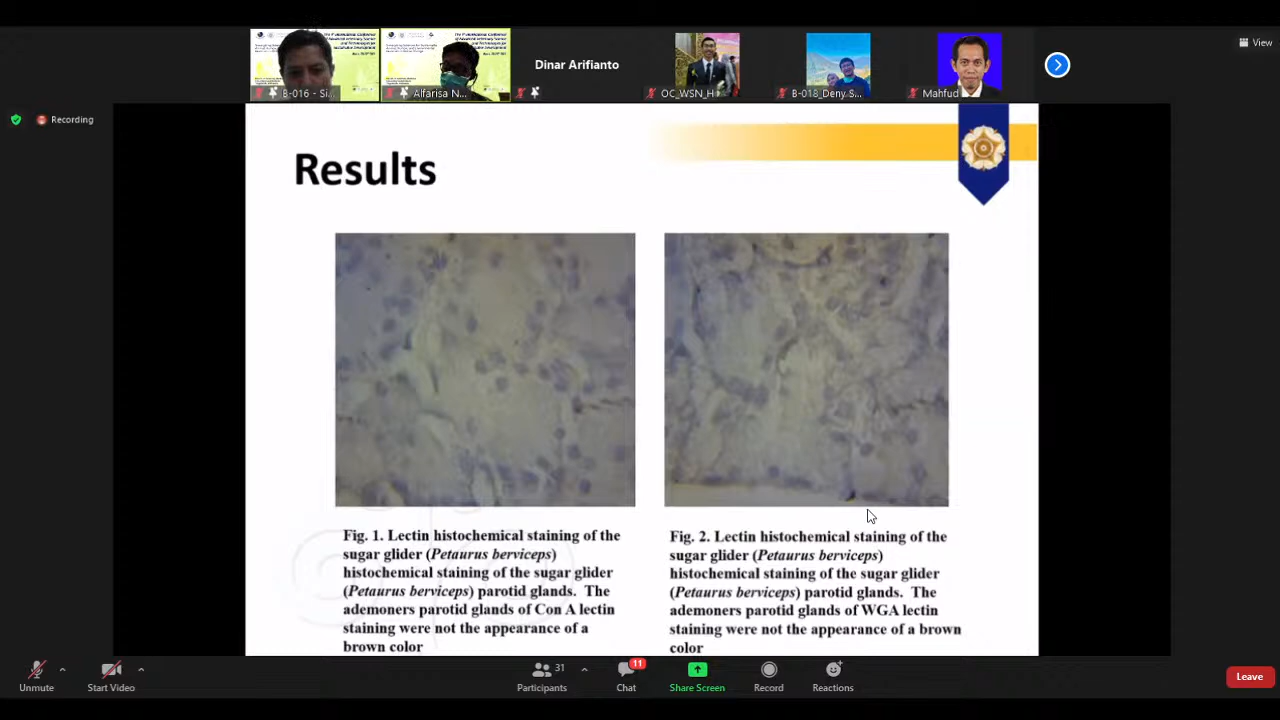 Dinar Arifianto
View
B-016 - Si...
Alfarisa N...
OC_WSN_H
B-018_Deny S...
Mahfud
Recording
Results
Fig. 1. Lectin histochemical staining of the
sugar glider (Petaurus berviceps)
histochemical staining of the sugar glider
(Petaurus berviceps) parotid glands. The
ademoners parotid glands of Con A lectin
staining were not the appearance of a
brown color
Fig. 2. Lectin histochemical staining of the
sugar glider (Petaurus berviceps)
histochemical staining of the sugar glider
(Petaurus berviceps) parotid glands. The
ademoners parotid glands of WGA lectin
staining were not the appearance of a brown
color
Unmute
Start Video
Participants
31
Chat
11
Share Screen
Record
Reactions
Leave